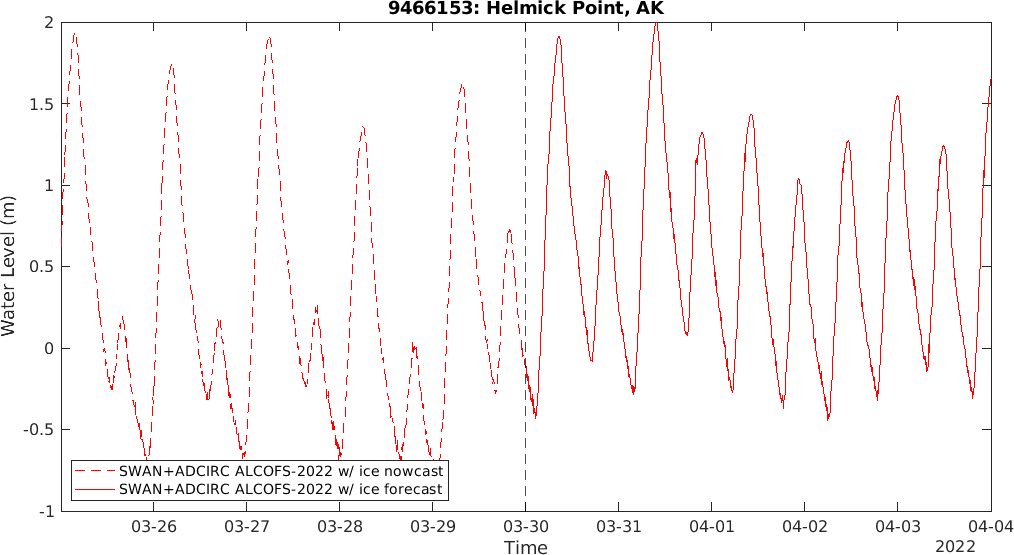 9466153: Helmick Point, AK
2
1.5
1
0.5
0
-0.5
-1
Water Level (m)
SWAN+ADCIRC ALCOFS-2022 w/ ice nowcast
SWAN+ADCIRC ALCOFS-2022 w/ ice forecast
03-26 03-27 03-28 03-29 03-30 03-31 04-01 04-02 04-03 04-04
Time
2022